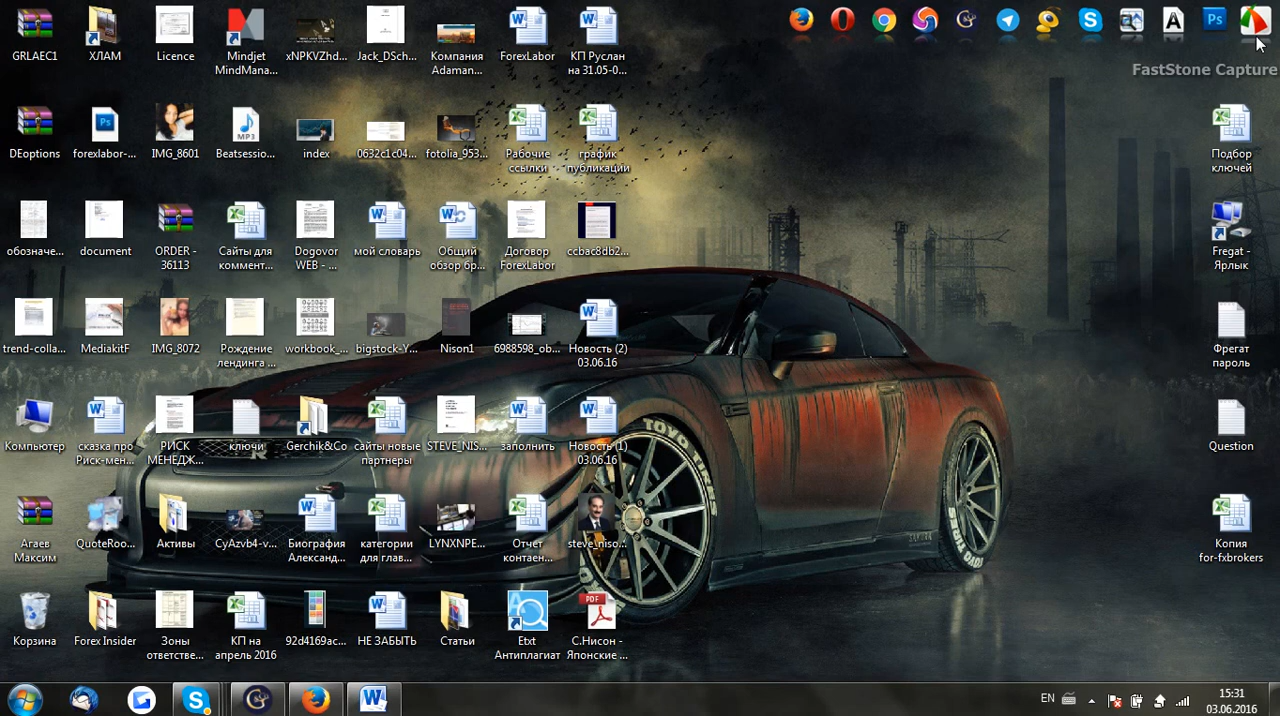 FastStone Capture
GRLAEC1
ХЛАМ
Licence
Mindjet
MindMana...
xNPKVZhd...
Jack_DSch...
Компания
Adaman...
ForexLabor
КП Руслан
на 31.05-0...
DEoptions
forexlabor-...
IMG_8601
Beatsessio...
index
0632c1c04...
fotolia_953...
Рабочие
ссылки
график
публикаций
Подбор
ключей
обозначе...
document
ORDER -
36113
Сайты для
коммент...
Dogovor
WEB - ...
мой словарь
Общий
обзор бр...
Договор
ForexLabor
ccbac8db2...
Fregat -
Ярлык
trend-colla...
MediakitF
IMG_8072
Рождение
лендинга ...
workbook_...
bigstock-Y...
Nison1
6988598_ob...
Новость (2)
03.06.16
Фрегат
пароль
Компьютер
сказка про
Риск-мен...
РИСК
МЕНЕДЖ...
ключи
Gerchik&Co
сайты новые
партнеры
STEVE_NIS...
заполнить
Новость (1)
03.06.16
Question
TOYO TIRES
Агаев
Максим
QuoteRoo...
Активы
CyAzvb4-v...
Биография
Александ...
категории
для глав...
LYNXNPE...
Отчет
контаен...
steve_niso...
Копия
for-fxbrokers
Корзина
Forex Insider
Зоны
ответстве...
КП на
апрель 2016
92d4169ac...
НЕ ЗАБЫТЬ
Статьи
Etxt
Антиплагиат
С.Нисон -
Японские ...
EN
15:31
03.06.2016